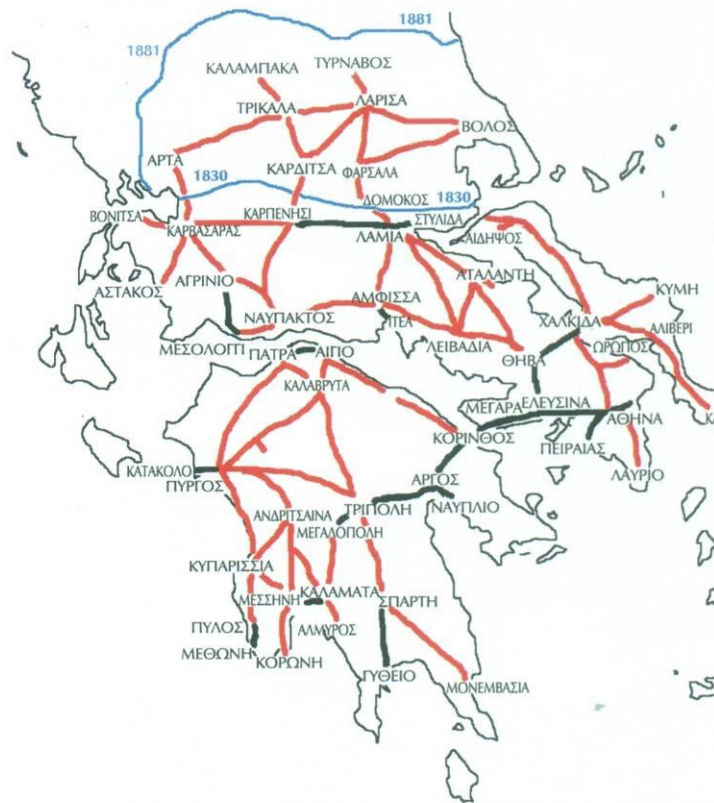 1881
1881
ΚΑΛΑΜΠΑΚΑ
ΤΥΡΝΑΒΟΣ
ΤΡΙΚΑΛΑ
ΛΑΡΙΣΑ
ΒΟΛΟΣ
ΑΡΤΑ
ΚΑΡΔΙΤΣΑ
ΦΑΡΣΑΛΑ
1830
ΔΟΜΟΚΟΣ
1830
ΒΟΝΙΤΣΑ
ΚΑΡΒΑΣΑΡΑΣ
ΚΑΡΠΕΝΗΣΙ
ΣΤΥΛΙΔΑ
ΛΑΜΙΑ
ΑΙΔΗΨΟΣ
ΑΣΤΑΚΟΣ
ΑΓΡΙΝΙΟ
ΑΤΑΛΑΝΤΗ
ΚΥΜΗ
ΝΑΥΠΑΚΤΟΣ
ΑΜΦΙΣΣΑ
ΙΤΕΑ
ΧΑΛΚΙΔΑ
ΑΛΙΒΕΡΙ
ΜΕΣΟΛΟΓΓΙ
ΠΑΤΡΑ
ΑΙΓΙΟ
ΛΕΙΒΑΔΙΑ
ΘΗΒΑ
ΩΡΩΠΟΣ
ΚΑΛΑΒΡΥΤΑ
ΜΕΓΑΡΑ
ΕΛΕΥΣΙΝΑ
ΑΘΗΝΑ
ΚΟΡΙΝΘΟΣ
ΠΕΙΡΑΙΑΣ
ΚΑΤΑΚΟΛΟ
ΠΥΡΓΟΣ
ΑΡΓΟΣ
ΛΑΥΡΙΟ
ΝΑΥΠΛΙΟ
ΑΝΔΡΙΤΣΑΙΝΑ
ΤΡΙΠΟΛΗ
ΜΕΓΑΛΟΠΟΛΗ
ΚΥΠΑΡΙΣΣΙΑ
ΜΕΣΣΗΝΗ
ΚΑΛΑΜΑΤΑ
ΣΠΑΡΤΗ
ΠΥΛΟΣ
ΑΛΜΥΡΟΣ
ΜΕΘΩΝΗ
ΚΟΡΩΝΗ
ΓΥΘΕΙΟ
ΜΟΝΕΜΒΑΣΙΑ